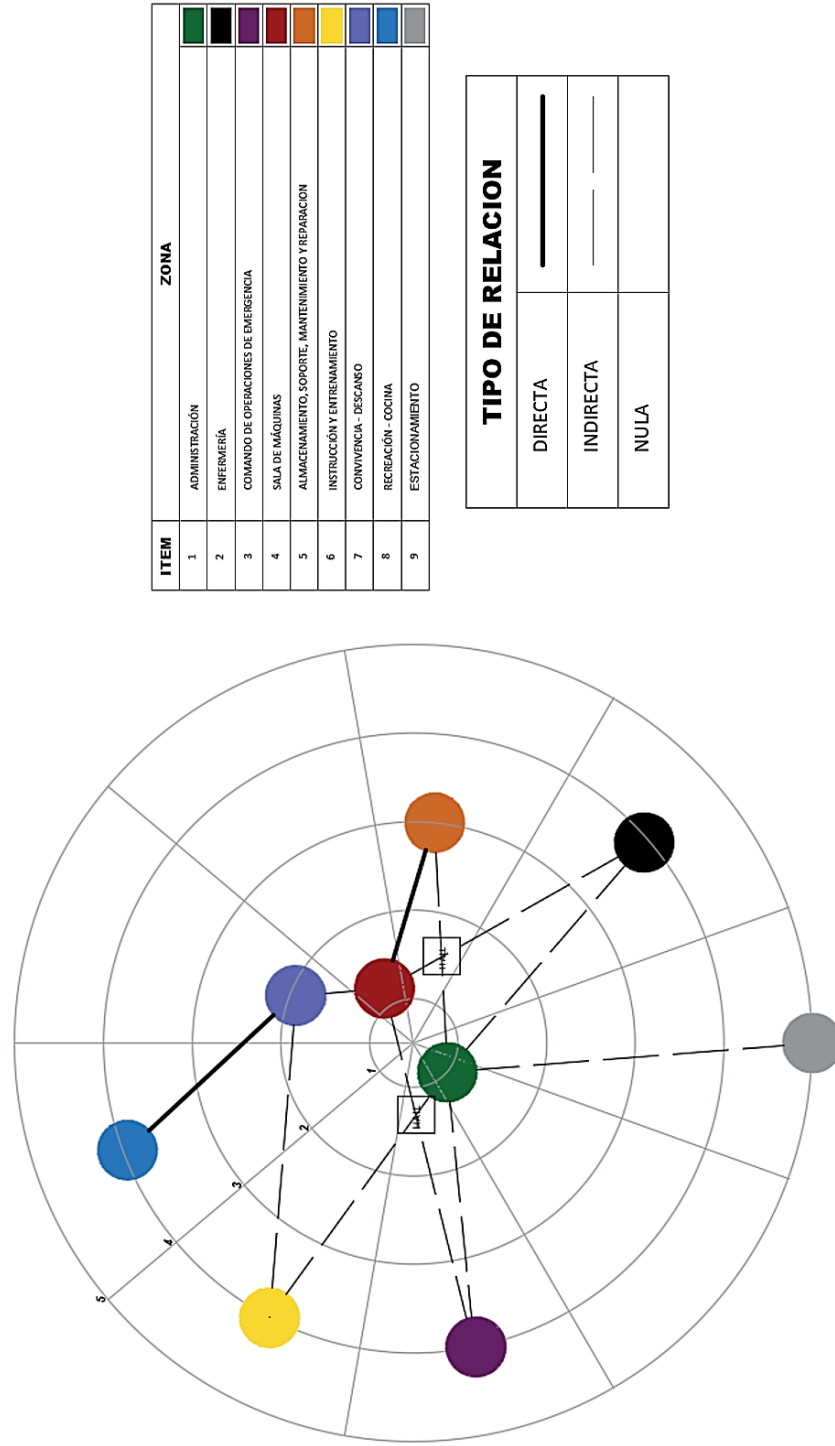 ITEM ZONA
1 ADMINISTRACIÓN
2 ENFERMERÍA
3 COMANDO DE OPERACIONES DE EMERGENCIA
4 SALA DE MÁQUINAS
5 ALMACENAMIENTO, SOPORTE, MANTENIMIENTO Y REPARACION
6 INSTRUCCIÓN Y ENTRENAMIENTO
7 CONVIVENCIA - DESCANSO
8 RECREACIÓN - COCINA
9 ESTACIONAMIENTO
TIPO DE RELACION
DIRECTA
INDIRECTA
NULA
1
2
3
4
5
HALL
HALL